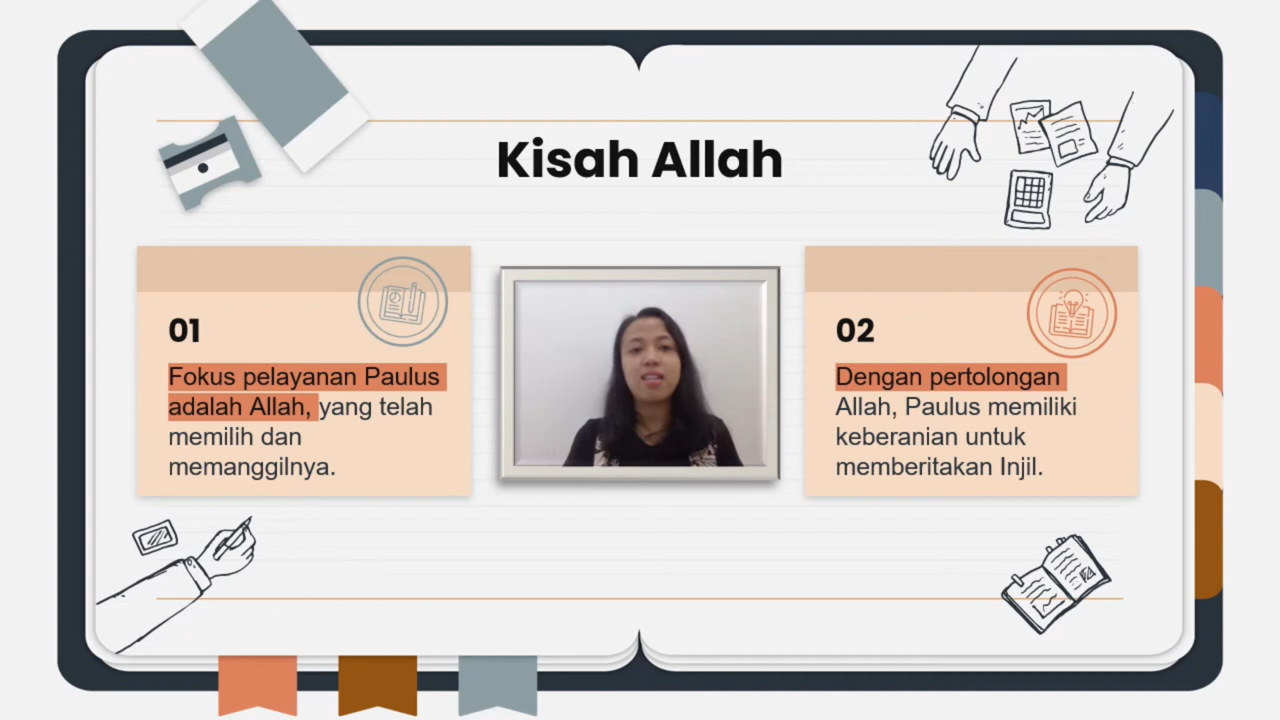 Kisah Allah
01
Fokus pelayanan Paulus
adalah Allah, yang telah
memilih dan
memanggilnya.
02
Dengan pertolongan
Allah, Paulus memiliki
keberanian untuk
memberitakan Injil.